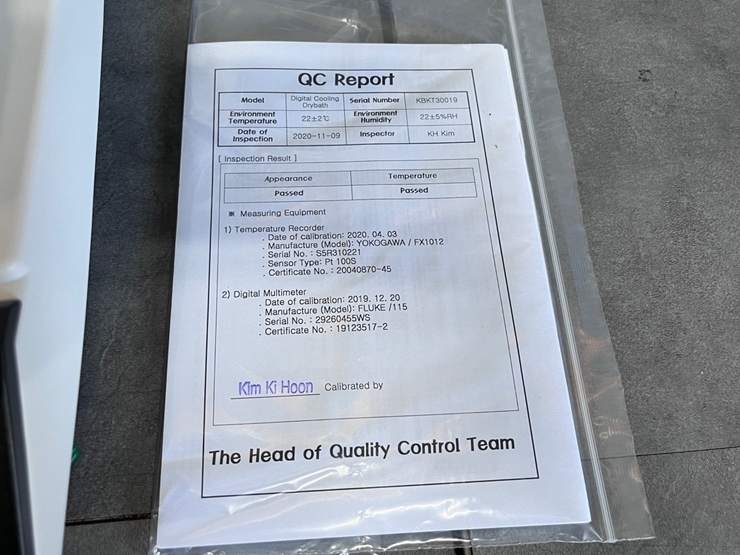 QC Report
Model Digital Cooling Drybath Serial Number KBKT30019
Environment Temperature 22±2℃ Environment Humidity 22±5%RH
Date of Inspection 2020-11-09 Inspector KH Kim
[ Inspection Result ]
Appearance Temperature
Passed Passed
※ Measuring Equipment
1) Temperature Recorder
. Date of calibration: 2020. 04. 03
. Manufacture (Model): YOKOGAWA / FX1012
. Serial No. : S5R310221
. Sensor Type: Pt 100S
. Certificate No. : 20040870-45
2) Digital Multimeter
. Date of calibration: 2019. 12. 20
. Manufacture (Model): FLUKE /115
. Serial No. : 29260455WS
. Certificate No. : 19123517-2
Kim Ki Hoon Calibrated by
The Head of Quality Control Team